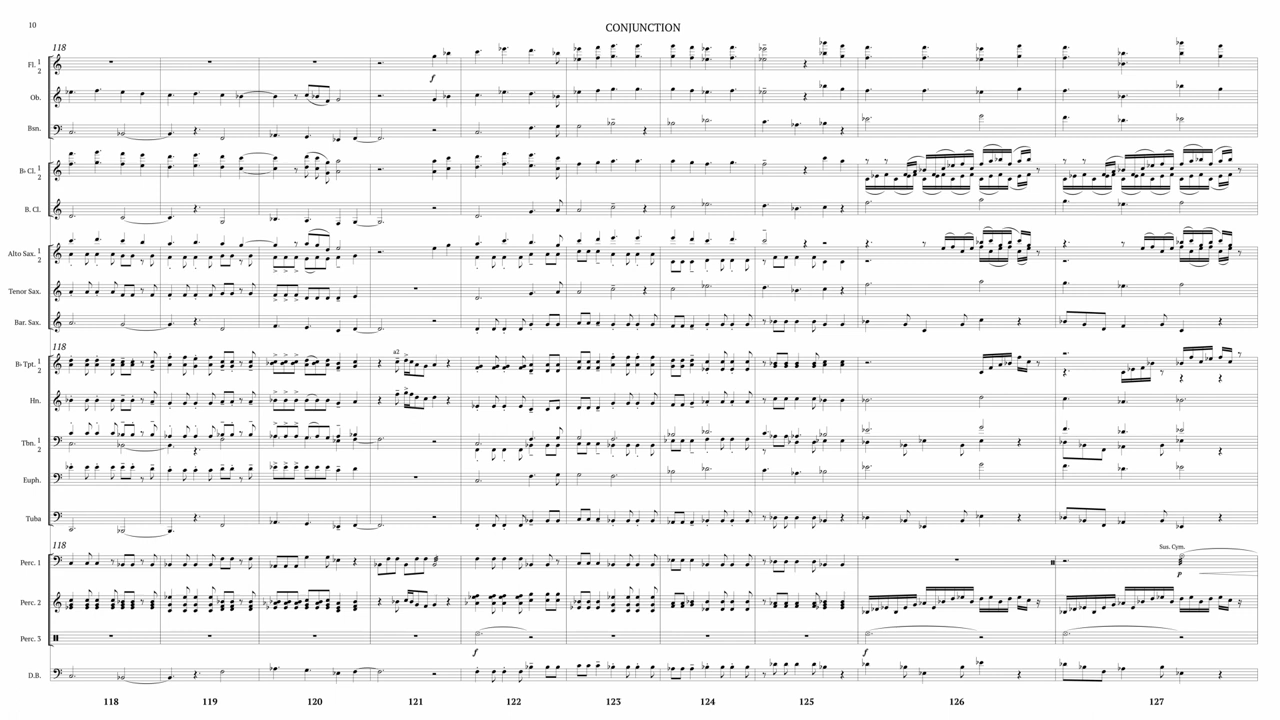 10
CONJUNCTION
118
Fl. 1
2
f
Ob.
Bsn.
B♭ Cl. 1
2
B. Cl.
Alto Sax. 1
2
Tenor Sax.
Bar. Sax.
118
B♭ Tpt. 1
2
a2
Hn.
Tbn. 1
2
Euph.
Tuba
118
Sus. Cym.
Perc. 1
p
Perc. 2
Perc. 3
f
f
f
D.B.
118 119 120 121 122 123 124 125 126 127